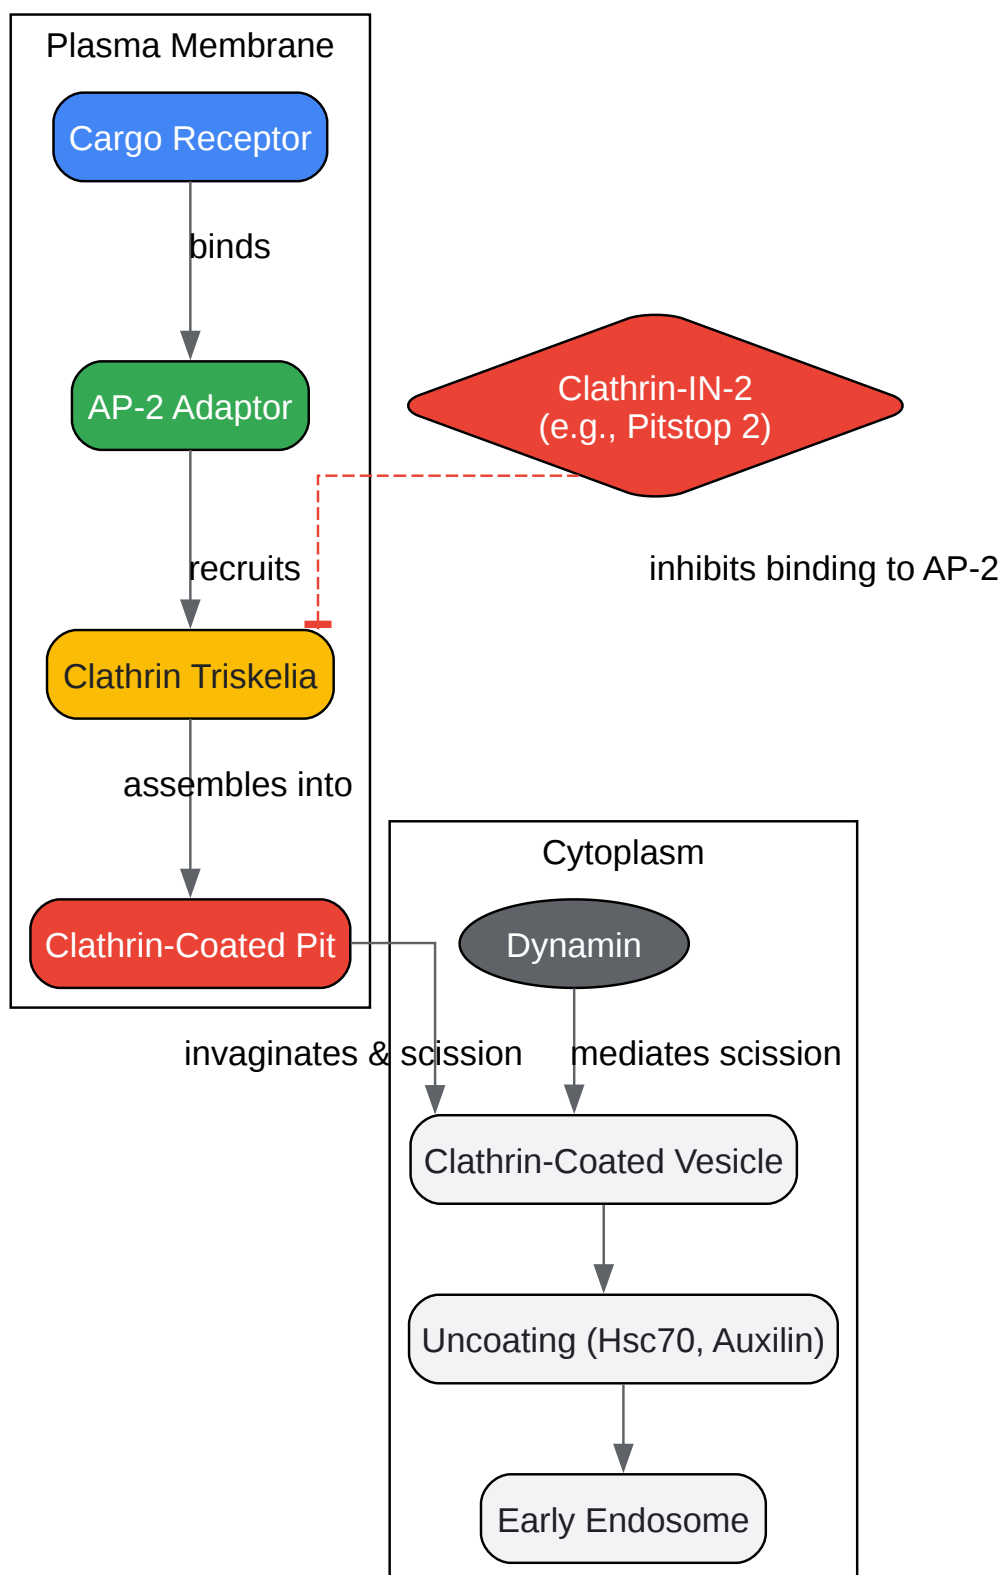 Plasma Membrane
Cargo Receptor
binds
AP-2 Adaptor
Clathrin-IN-2
(e.g., Pitstop 2)
recruits
inhibits binding to AP-2
Clathrin Triskelia
assembles into
Cytoplasm
Clathrin-Coated Pit
Dynamin
invaginates & scission
mediates scission
Clathrin-Coated Vesicle
Uncoating (Hsc70, Auxilin)
Early Endosome